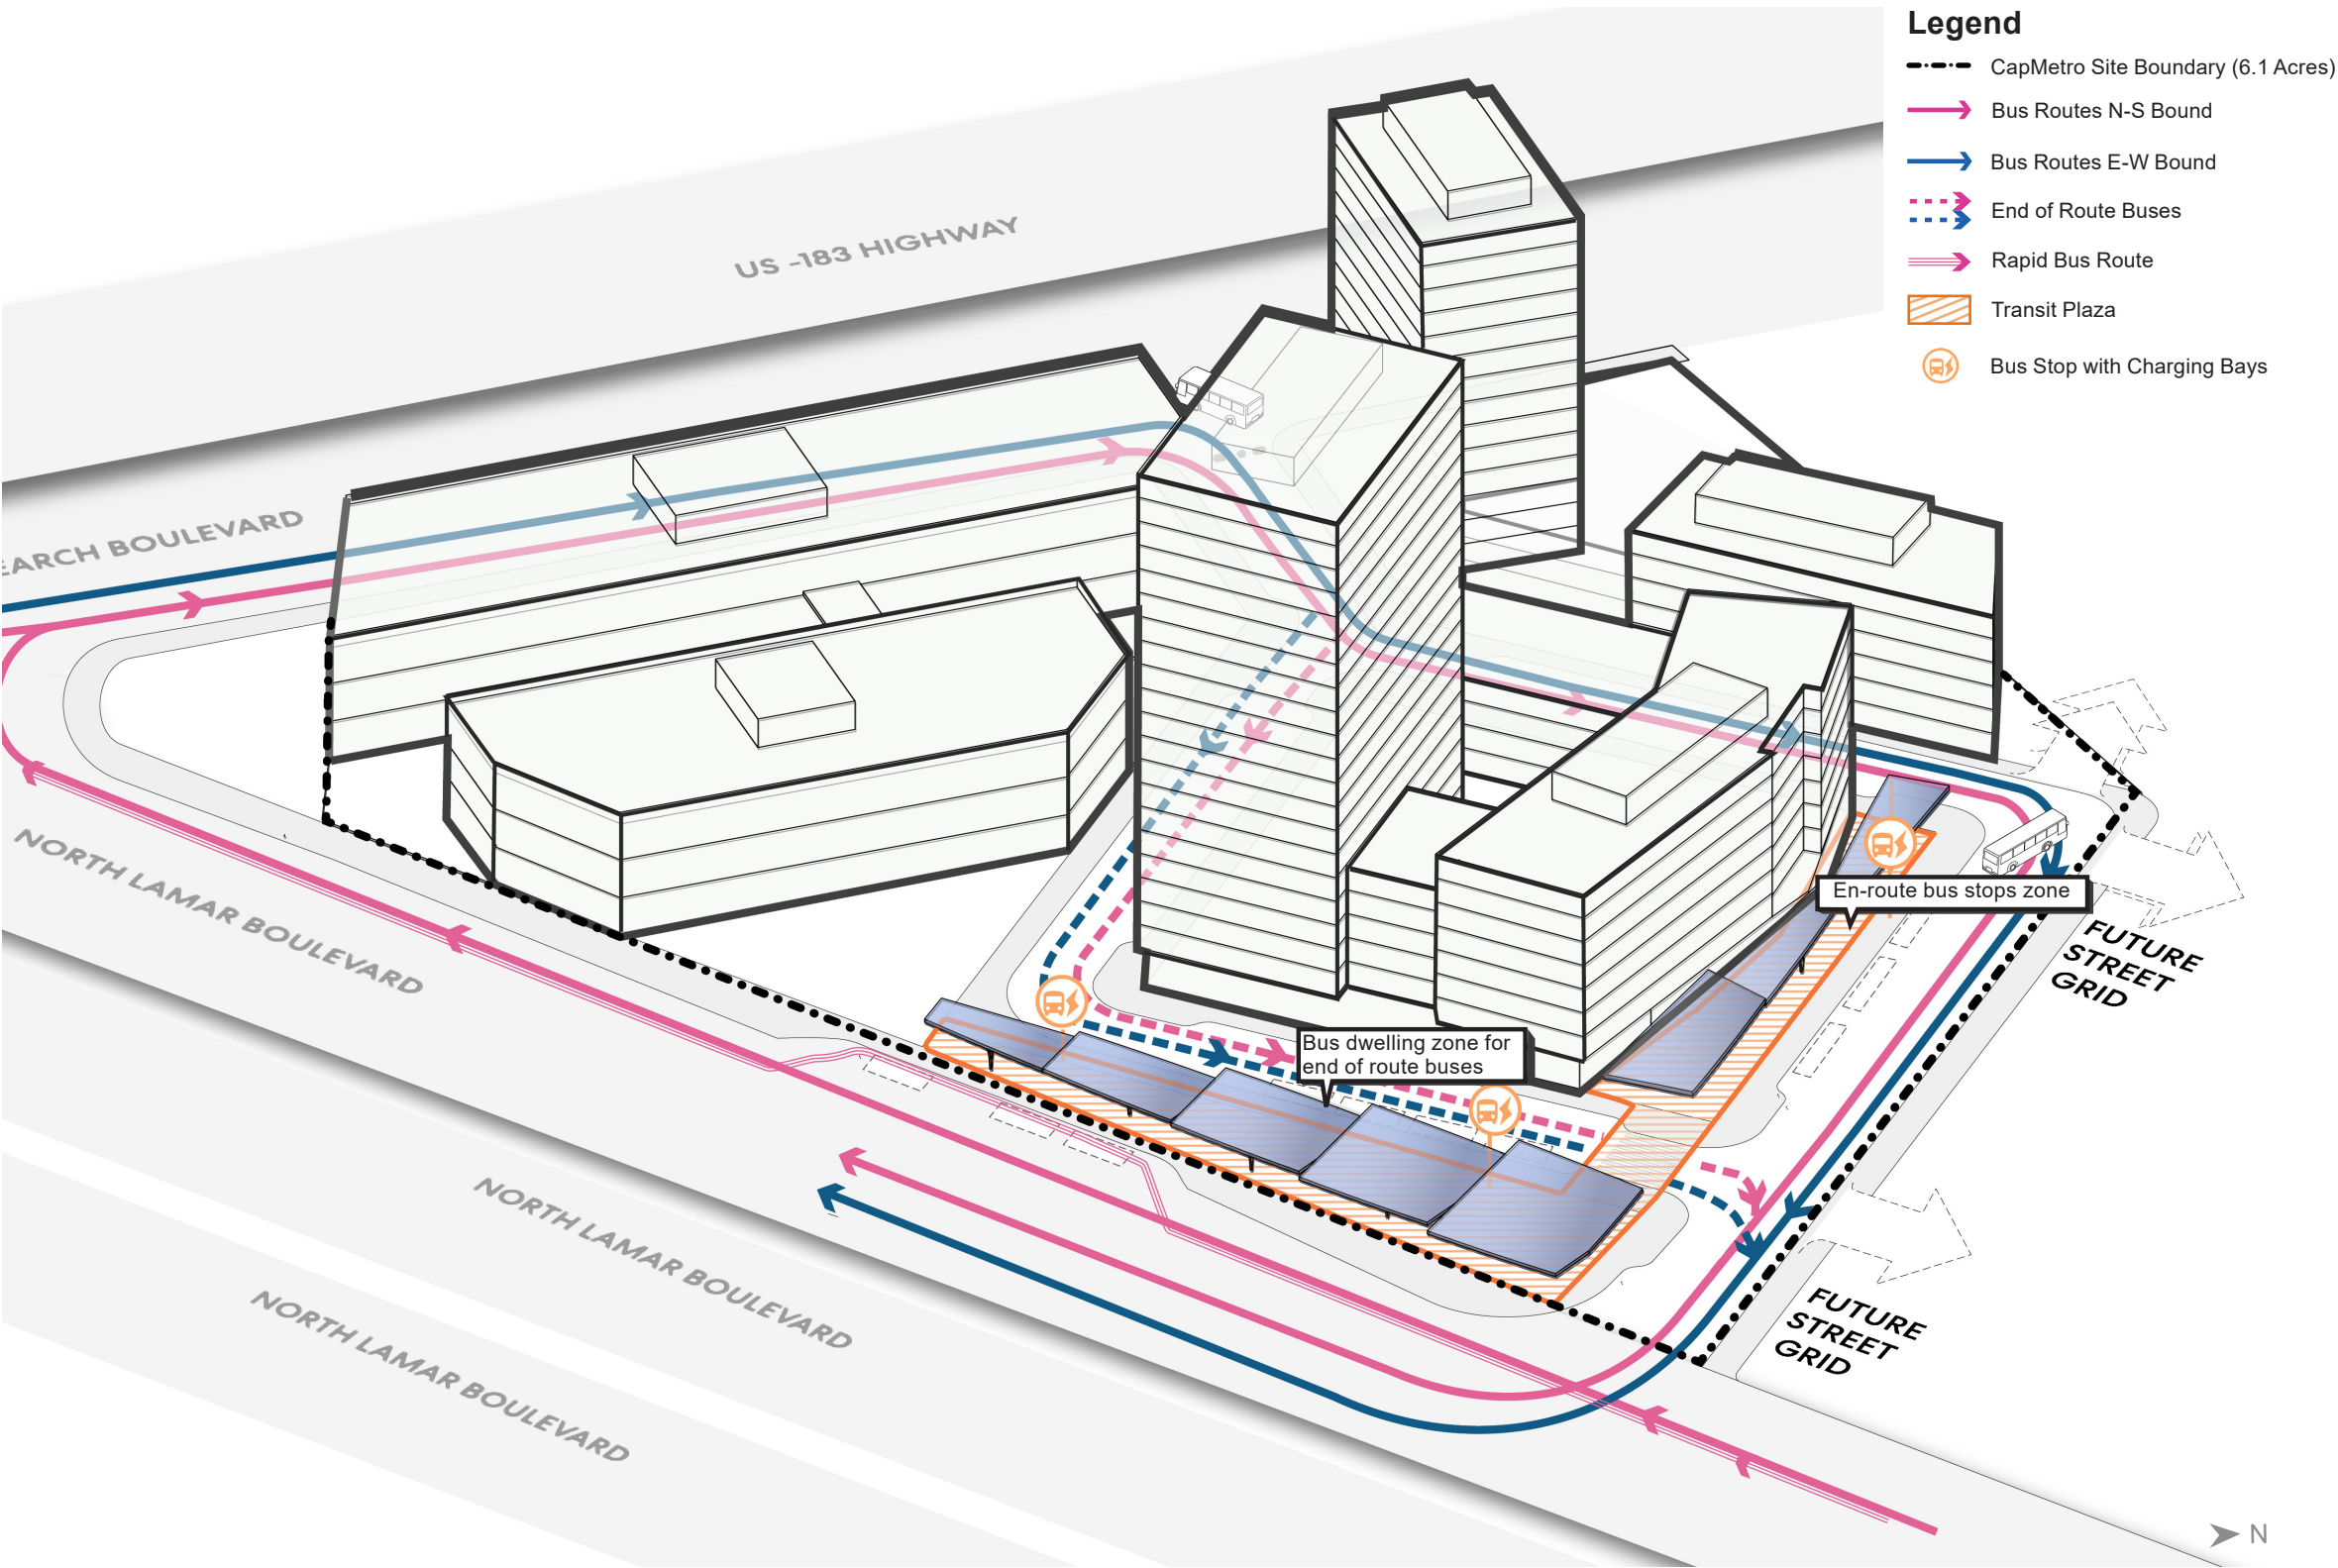 Legend
CapMetro Site Boundary (6.1 Acres)
Bus Routes N-S Bound
Bus Routes E-W Bound
End of Route Buses
Rapid Bus Route
Transit Plaza
Bus Stop with Charging Bays
US -183 HIGHWAY
EARCH BOULEVARD
NORTH LAMAR BOULEVARD
NORTH LAMAR BOULEVARD
NORTH LAMAR BOULEVARD
En-route bus stops zone
Bus dwelling zone for
end of route buses
FUTURE
STREET
GRID
FUTURE
STREET
GRID
N